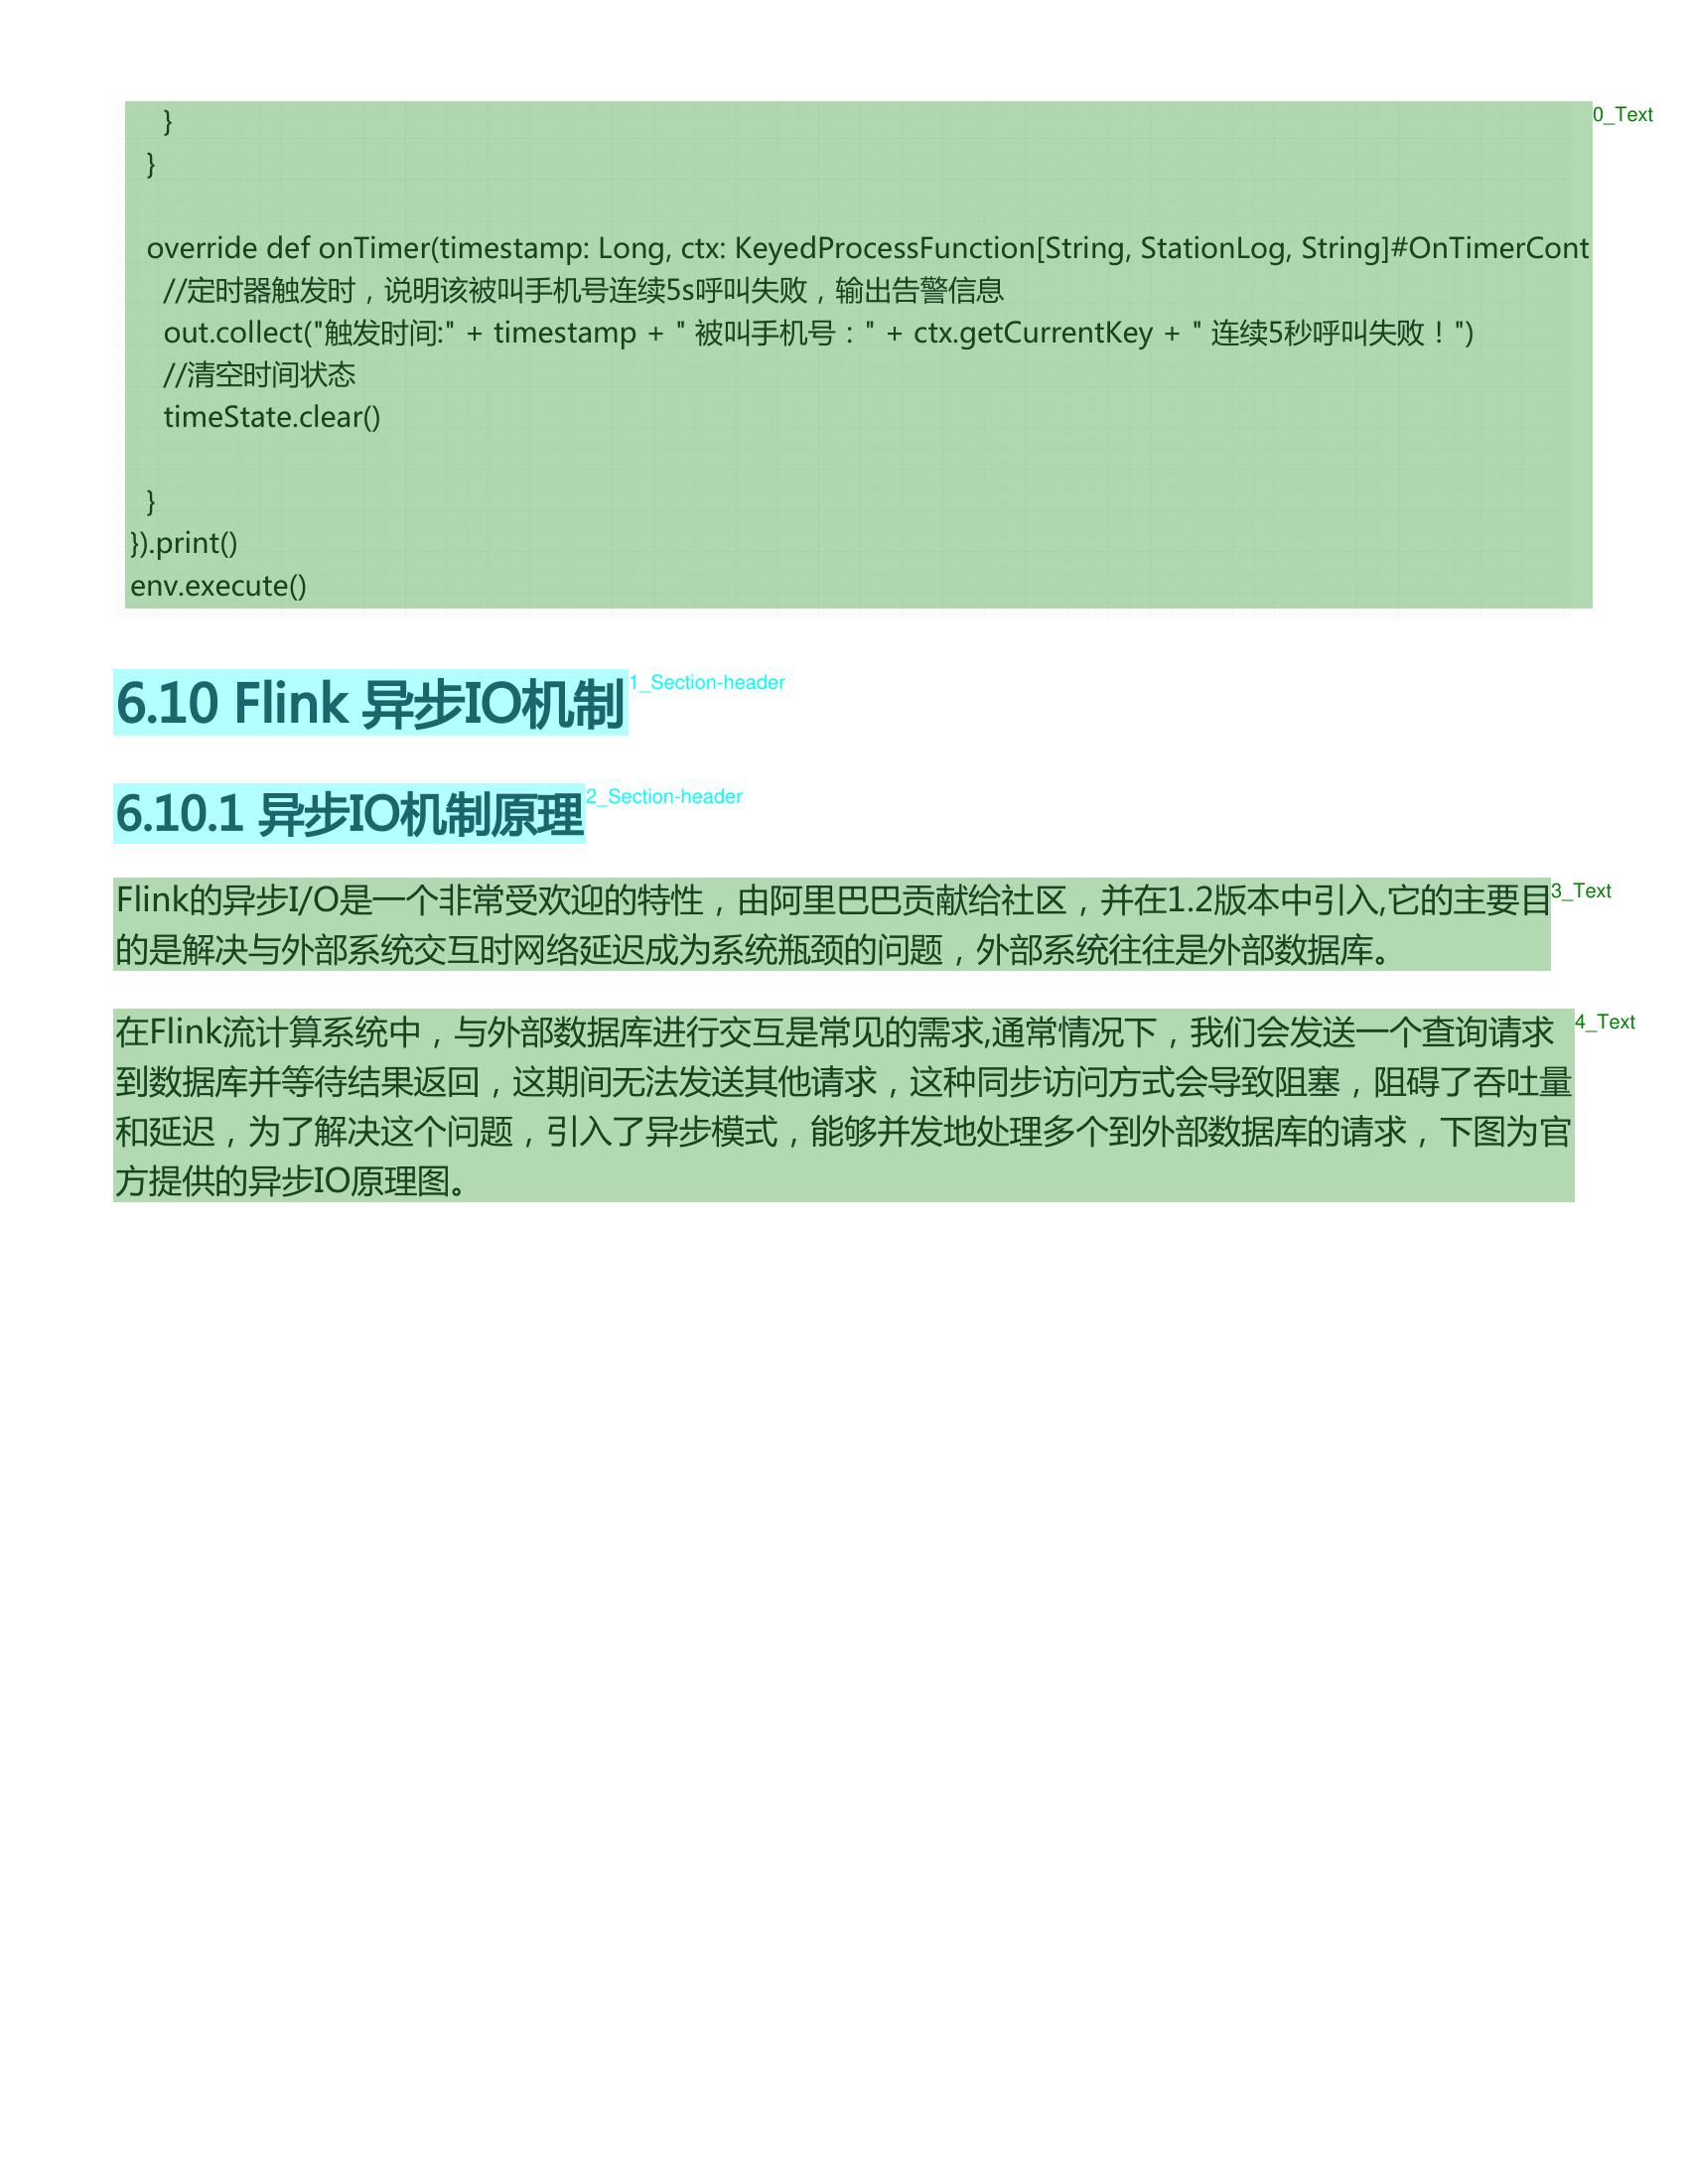 }
}
override def onTimer(timestamp: Long, ctx: KeyedProcessFunction[String, StationLog, String]#OnTimerCont
//定时器触发时，说明该被叫手机号连续5s呼叫失败，输出告警信息
out.collect("触发时间:" + timestamp + " 被叫手机号：" + ctx.getCurrentKey + " 连续5秒呼叫失败！")
//清空时间状态
timeState.clear()
}
}).print()
env.execute()
0_Text
6.10 Flink 异步IO机制
1_Section-header
6.10.1 异步IO机制原理
2_Section-header
Flink的异步I/O是一个非常受欢迎的特性，由阿里巴巴贡献给社区，并在1.2版本中引入,它的主要目
的是解决与外部系统交互时网络延迟成为系统瓶颈的问题，外部系统往往是外部数据库。
3_Text
在Flink流计算系统中，与外部数据库进行交互是常见的需求,通常情况下，我们会发送一个查询请求
到数据库并等待结果返回，这期间无法发送其他请求，这种同步访问方式会导致阻塞，阻碍了吞吐量
和延迟，为了解决这个问题，引入了异步模式，能够并发地处理多个到外部数据库的请求，下图为官
方提供的异步IO原理图。
4_Text